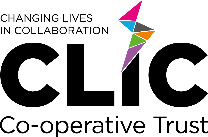 CHANGING LIVES
IN COLLABORATION
CLiC
Co-operative Trust